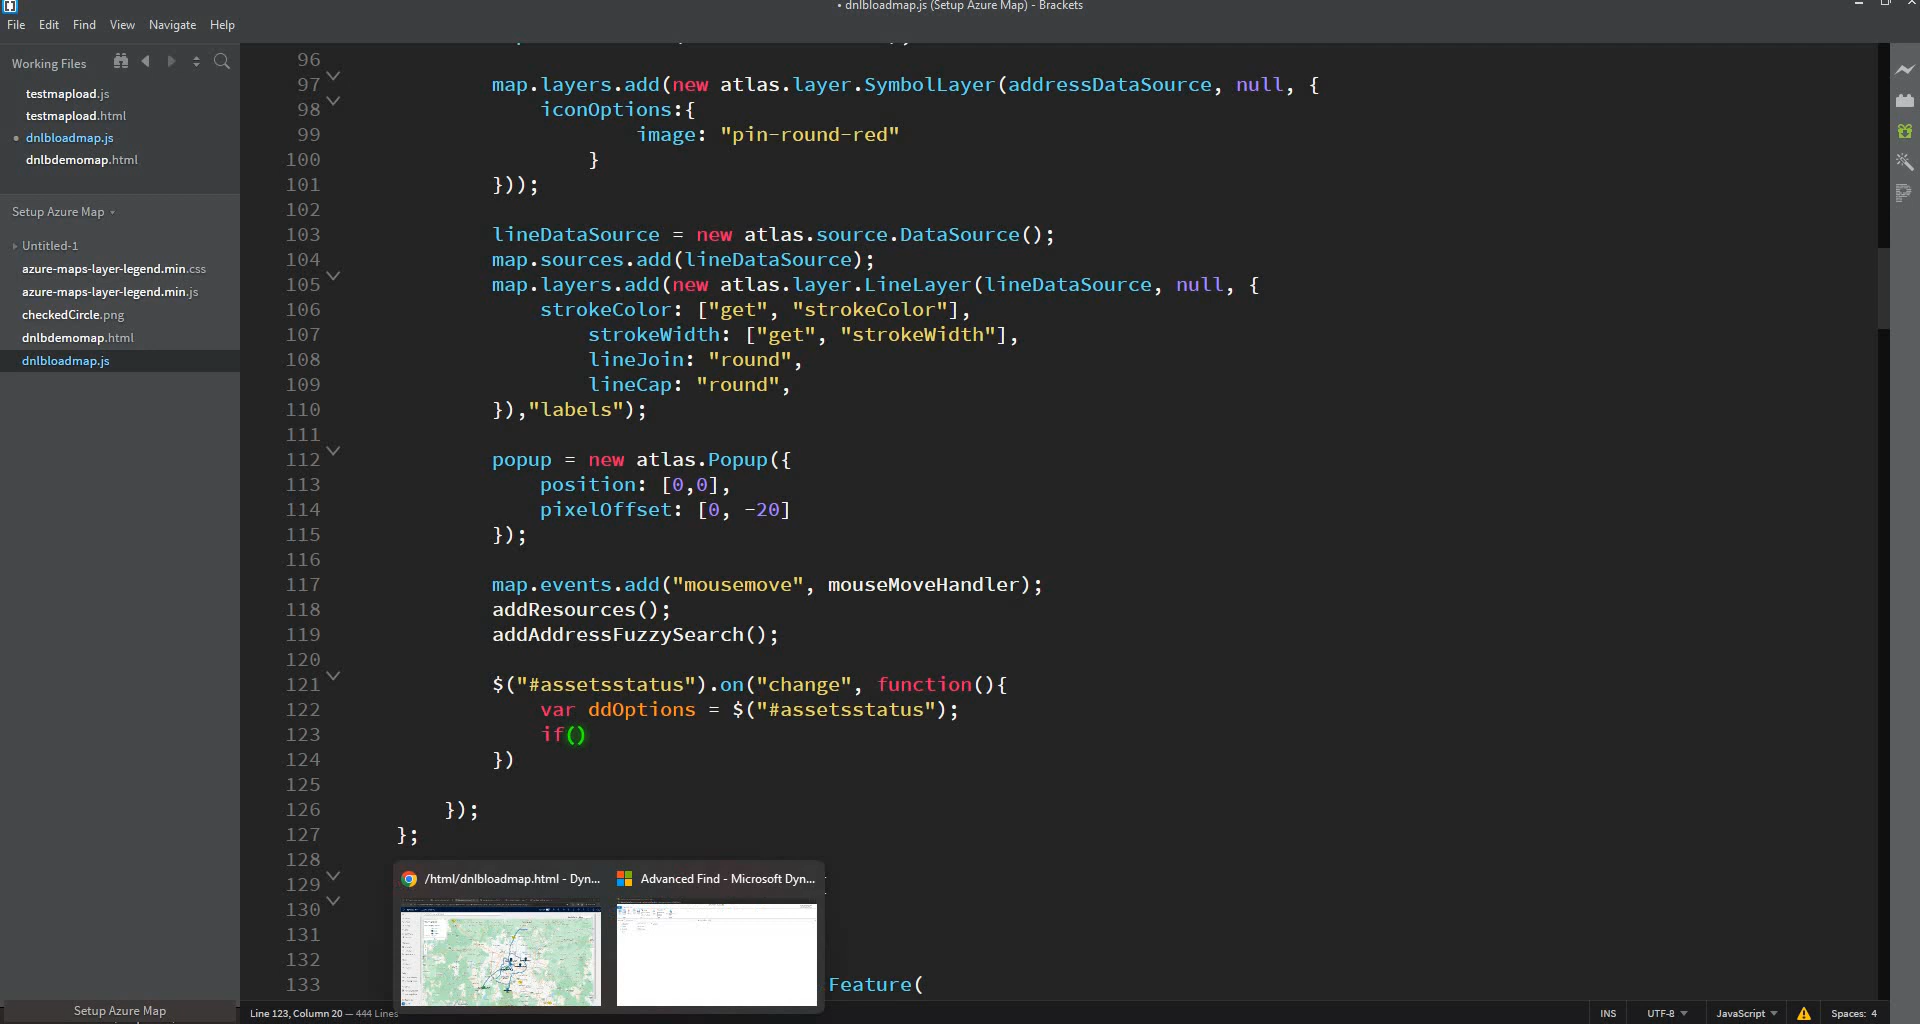 • dnlbloadmap.js (Setup Azure Map) - Brackets
File Edit Find View Navigate Help
Working Files
testmapload.js
testmapload.html
dnlbloadmap.js
dnlbdemomap.html
Setup Azure Map
Untitled-1
azure-maps-layer-legend.min.css
azure-maps-layer-legend.min.js
checkedCircle.png
dnlbdemomap.html
dnlbloadmap.js
96
97 map.layers.add(new atlas.layer.SymbolLayer(addressDataSource, null, {
98 iconOptions:{
99 image: "pin-round-red"
100 }
101 }));
102
103 lineDataSource = new atlas.source.DataSource();
104 map.sources.add(lineDataSource);
105 map.layers.add(new atlas.layer.LineLayer(lineDataSource, null, {
106 strokeColor: ["get", "strokeColor"],
107 strokeWidth: ["get", "strokeWidth"],
108 lineJoin: "round",
109 lineCap: "round",
110 }),"labels");
111
112 popup = new atlas.Popup({
113 position: [0,0],
114 pixelOffset: [0, -20]
115 });
116
117 map.events.add("mousemove", mouseMoveHandler);
118 addResources();
119 addAddressFuzzySearch();
120
121 $("#assetsstatus").on("change", function(){
122 var ddOptions = $("#assetsstatus");
123 if()
124 })
125
126 });
127 };
128
129
130
131
132
133 Feature(
/html/dnlbloadmap.html - Dyn... Advanced Find - Microsoft Dyn...
Setup Azure Map
Line 123, Column 20 — 444 Lines
INS UTF-8 JavaScript Spaces: 4